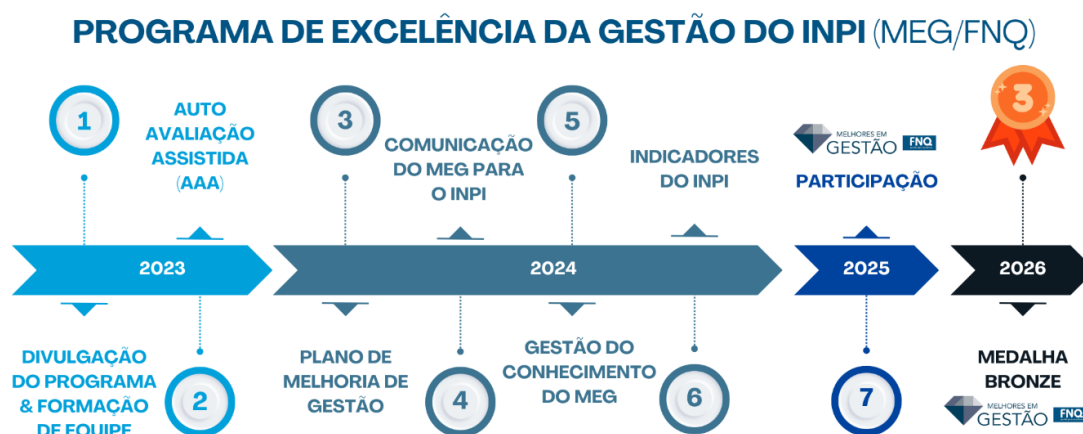 PROGRAMA DE EXCELÊNCIA DA GESTÃO DO INPI (MEG/FNQ)
1
AUTO
AVALIAÇÃO
ASSISTIDA
(AAA)
3
COMUNICAÇÃO
DO MEG PARA
O INPI
5
INDICADORES
DO INPI
MELHORES EM
GESTÃO FNQ
PARTICIPAÇÃO
3
2023
2024
2025
2026
DIVULGAÇÃO
DO PROGRAMA
& FORMAÇÃO
DE EQUIPE
2
PLANO DE
MELHORIA DE
GESTÃO
4
GESTÃO DO
CONHECIMENTO
DO MEG
6
7
MEDALHA
BRONZE
MELHORES EM
GESTÃO FNQ